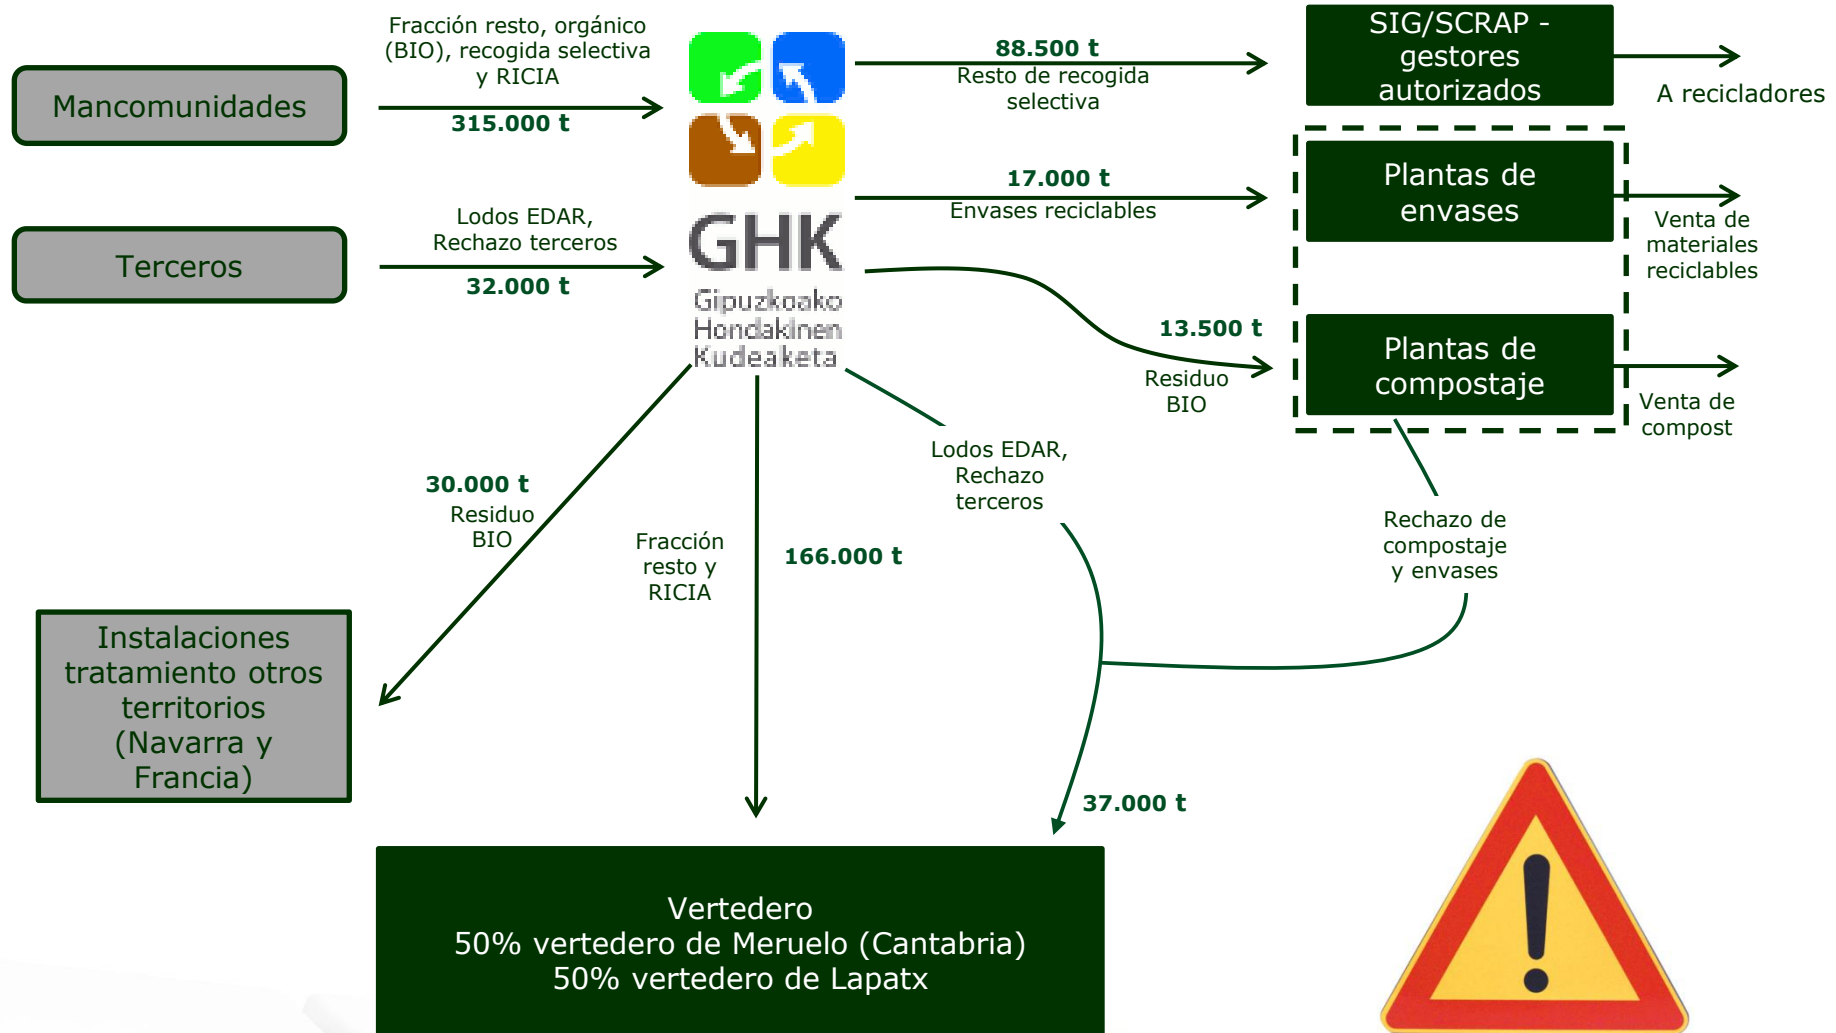 Mancomunidades
Fracción resto, orgánico
(BIO), recogida selectiva
y RICIA
315.000 t
Terceros
Lodos EDAR,
Rechazo terceros
32.000 t
GHK
Gipuzkoako
Hondakinen
Kudeaketa
88.500 t
Resto de recogida
selectiva
SIG/SCRAP -
gestores
autorizados
A recicladores
17.000 t
Envases reciclables
Plantas de
envases
Venta de
materiales
reciclables
13.500 t
Residuo
BIO
Plantas de
compostaje
Venta de
compost
30.000 t
Residuo
BIO
Fracción
resto y
RICIA
166.000 t
Lodos EDAR,
Rechazo
terceros
Rechazo de
compostaje
y envases
37.000 t
Instalaciones
tratamiento otros
territorios
(Navarra y
Francia)
Vertedero
50% vertedero de Meruelo (Cantabria)
50% vertedero de Lapatx
!